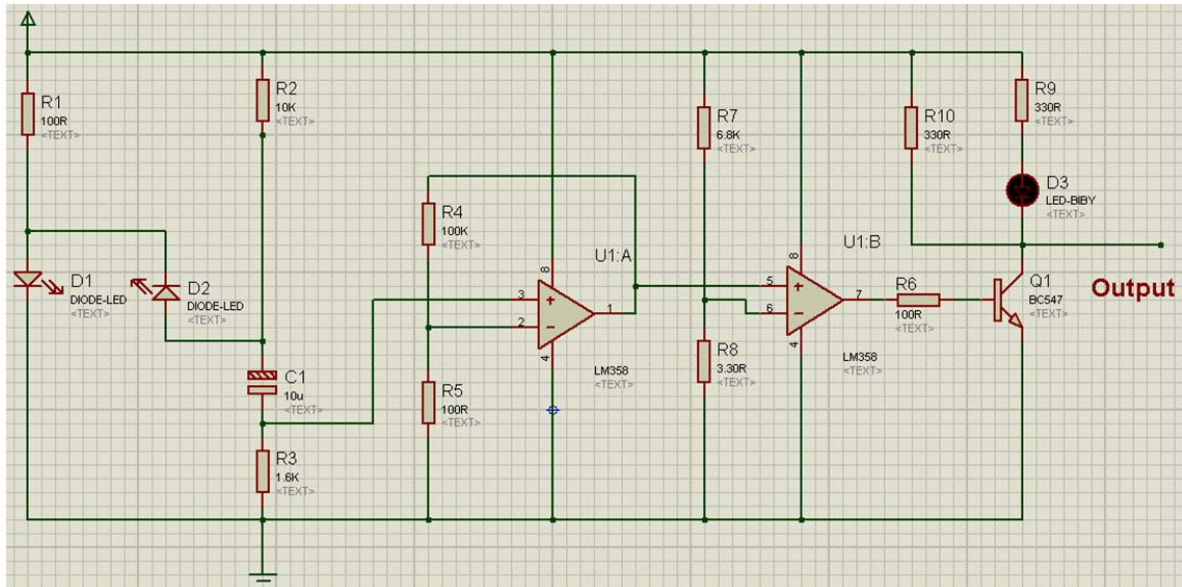 R1
100R
<TEXT>
R2
10K
<TEXT>
R4
100K
<TEXT>
R7
6.8K
<TEXT>
R10
330R
<TEXT>
R9
330R
<TEXT>
D3
LED-BIBY
<TEXT>
D1
DIODE-LED
<TEXT>
D2
DIODE-LED
<TEXT>
C1
10u
<TEXT>
R3
1.6K
<TEXT>
R5
100R
<TEXT>
U1:A
8
3
2
1
4
LM358
<TEXT>
R8
3.30R
<TEXT>
U1:B
8
5
6
7
4
LM358
<TEXT>
R6
100R
<TEXT>
Q1
BC547
<TEXT>
Output